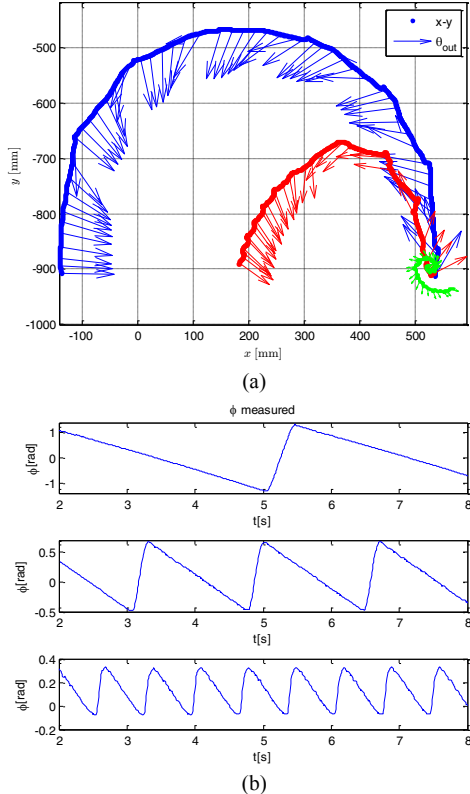 x-y
θout
-500
-600
-700
-800
-900
-1000
y [mm]
-100 0 100 200 300 400 500
x [mm]
(a)
ϕ measured
1
0
-1
ϕ[rad]
2 3 4 5 6 7 8
t[s]
0.5
0
-0.5
ϕ[rad]
2 3 4 5 6 7 8
t[s]
0.4
0.2
0
-0.2
ϕ[rad]
2 3 4 5 6 7 8
t[s]
(b)